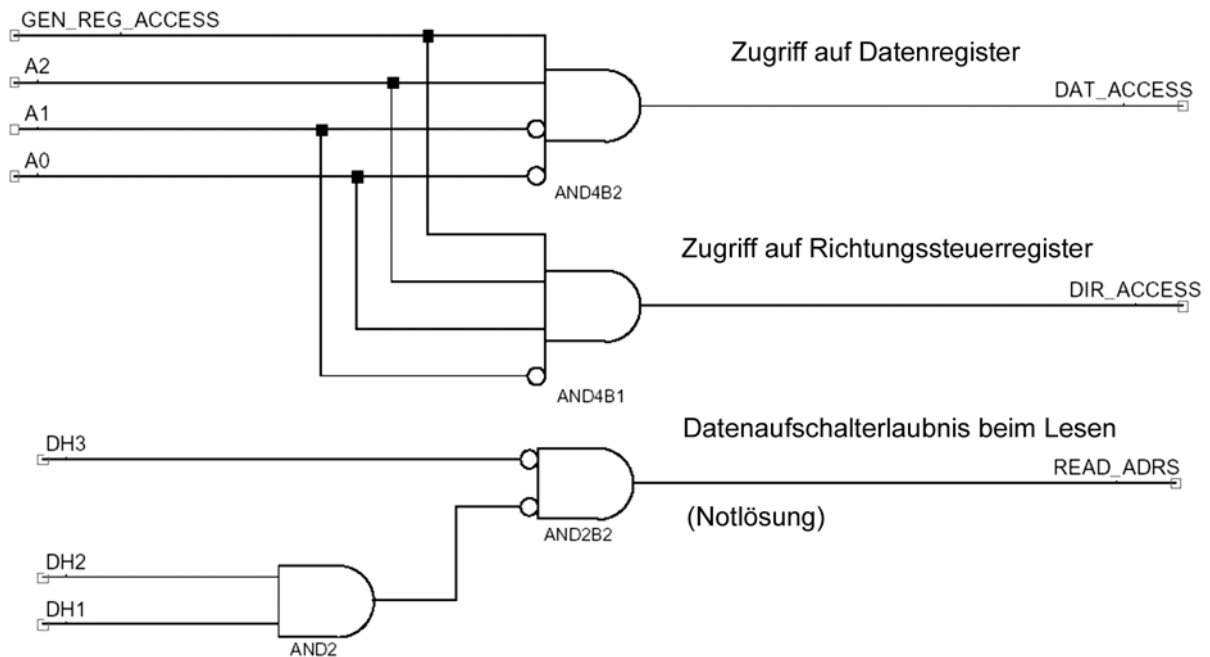 GEN_REG_ACCESS
Zugriff auf Datenregister
A2
DAT_ACCESS
A1
A0
AND4B2
Zugriff auf Richtungssteuerregister
DIR_ACCESS
AND4B1
Datenaufschalterlaubnis beim Lesen
DH3
READ_ADRS
(Notlösung)
AND2B2
DH2
DH1
AND2